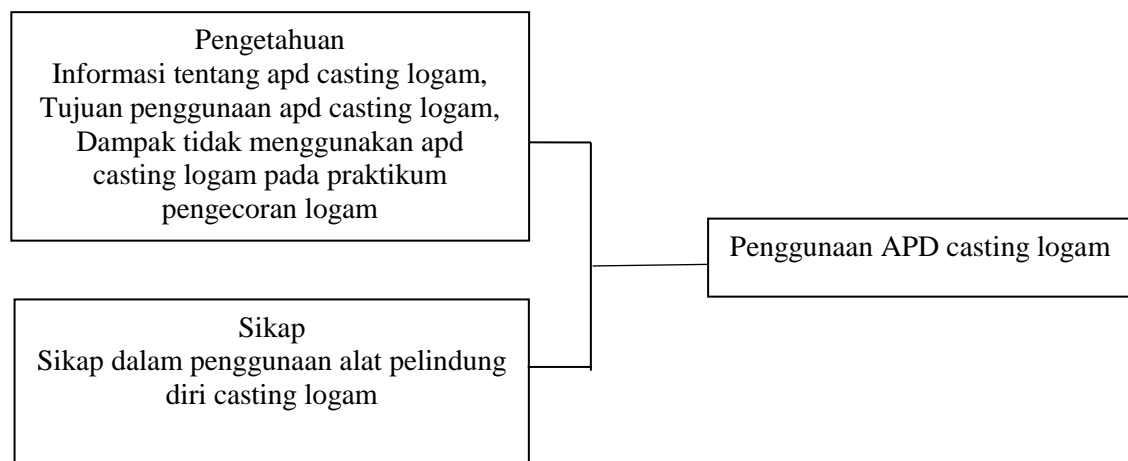 Pengetahuan
Informasi tentang apd casting logam,
Tujuan penggunaan apd casting logam,
Dampak tidak menggunakan apd
casting logam pada praktikum
pengecoran logam
Penggunaan APD casting logam
Sikap
Sikap dalam penggunaan alat pelindung
diri casting logam